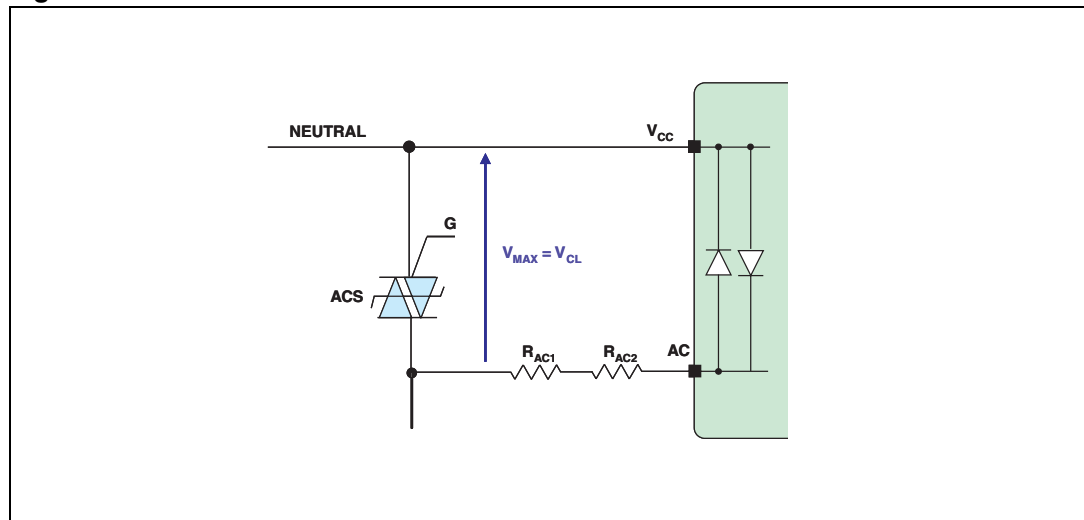 NEUTRAL
VCC
G
VMAX = VCL
ACS
RAC1
RAC2
AC